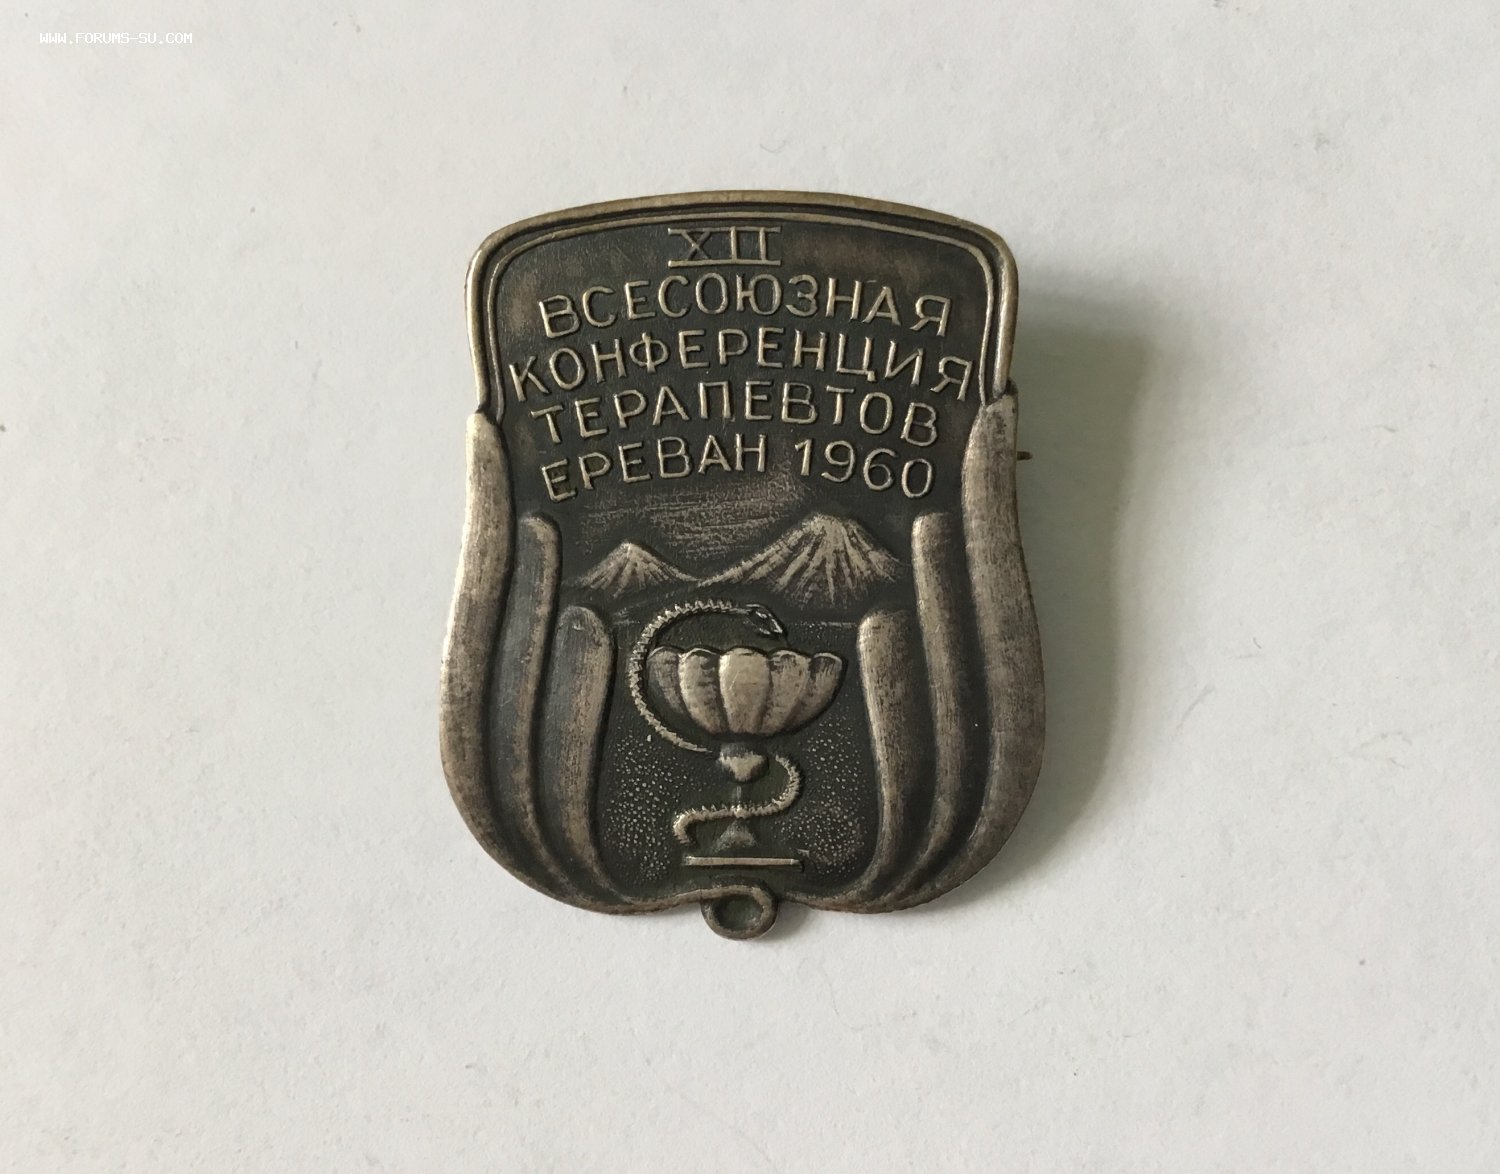 WWW.FORUMS-SU.COM
XII
ВСЕСОЮЗНАЯ
КОНФЕРЕНЦИЯ
ТЕРАПЕВТОВ
ЕРЕВАН 1960